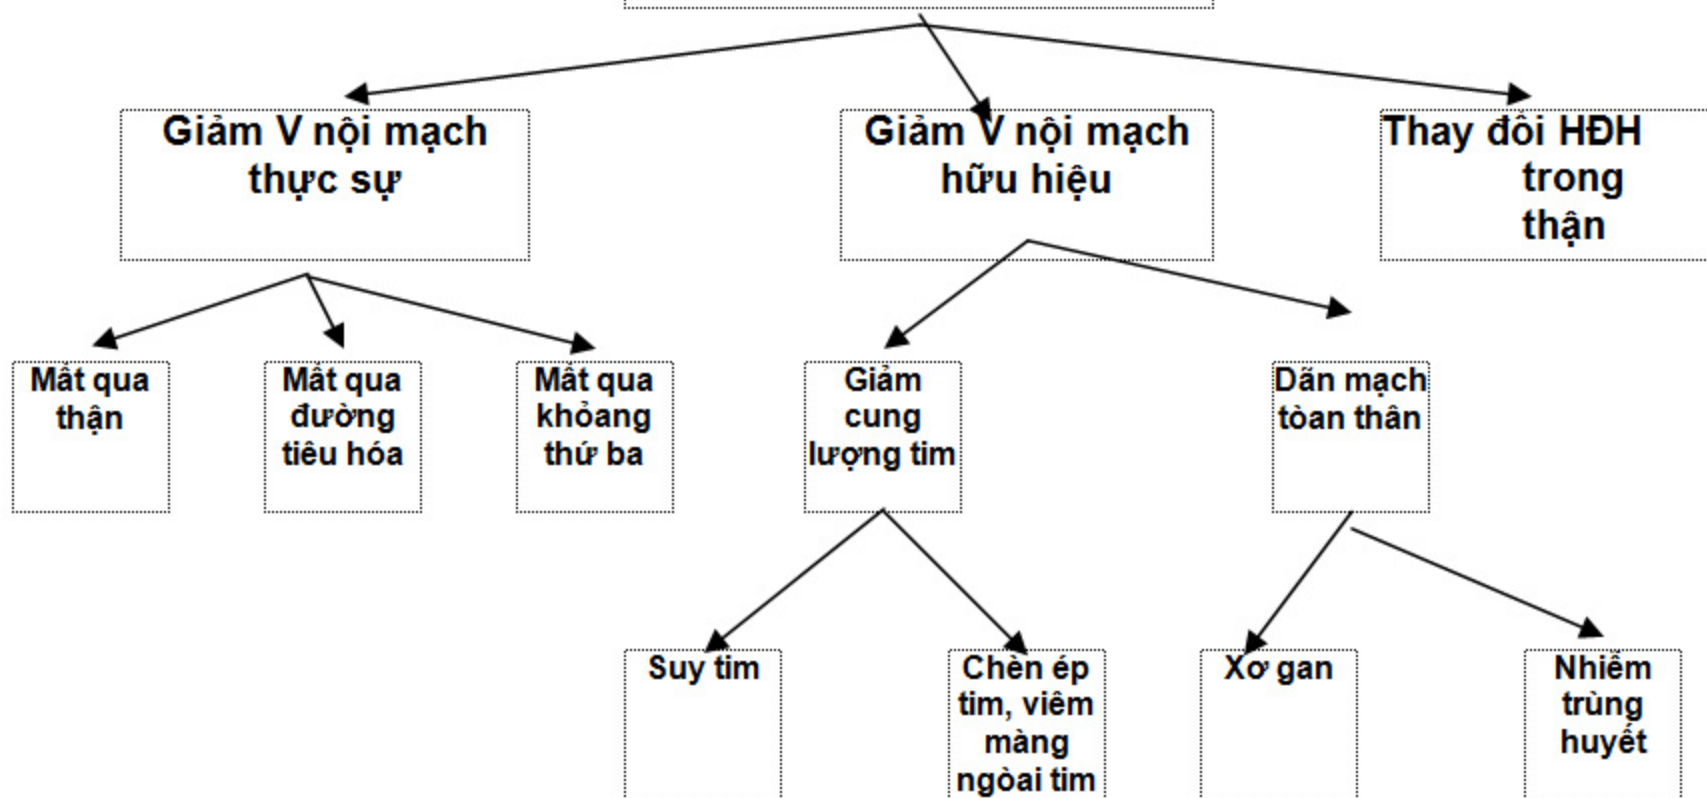 Giảm V nội mạch
thực sự
Giảm V nội mạch
hữu hiệu
Thay đổi HĐH
trong
thận
Mất qua
thận
Mất qua
đường
tiêu hóa
Mất qua
khỏang
thứ ba
Giảm
cung
lượng tim
Dãn mạch
tòan thân
Suy tim
Chèn ép
tim, viêm
màng
ngòai tim
Xơ gan
Nhiễm
trùng
huyết